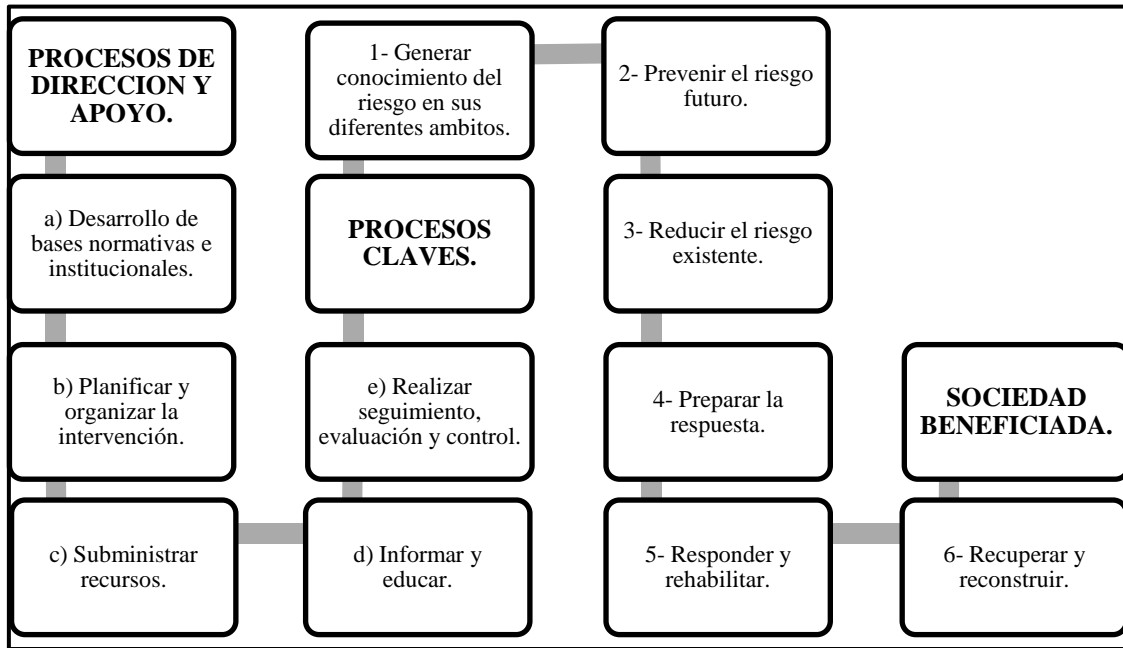 PROCESOS DE
DIRECCION Y
APOYO.
a) Desarrollo de
bases normativas e
institucionales.
b) Planificar y
organizar la
intervención.
c) Subministrar
recursos.
d) Informar y
educar.
e) Realizar
seguimiento,
evaluación y control.
PROCESOS
CLAVES.
1- Generar
conocimiento del
riesgo en sus
diferentes ambitos.
2- Prevenir el riesgo
futuro.
3- Reducir el riesgo
existente.
4- Preparar la
respuesta.
5- Responder y
rehabilitar.
6- Recuperar y
reconstruir.
SOCIEDAD
BENEFICIADA.